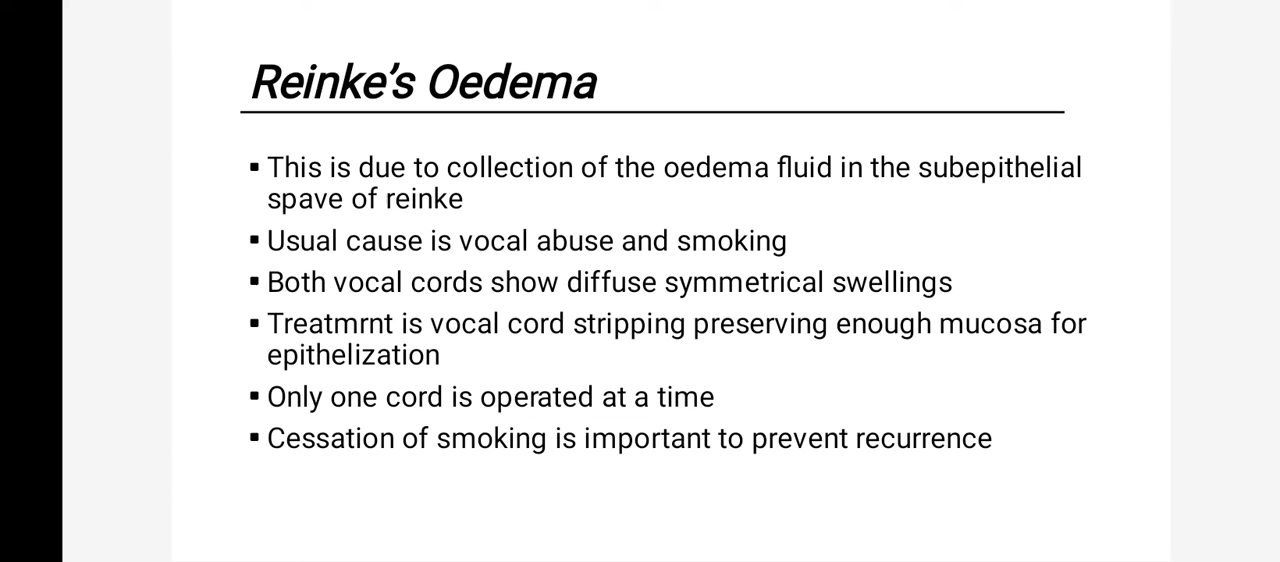 Reinke's Oedema
▪ This is due to collection of the oedema fluid in the subepithelial
spave of reinke
▪ Usual cause is vocal abuse and smoking
▪ Both vocal cords show diffuse symmetrical swellings
▪ Treatmrnt is vocal cord stripping preserving enough mucosa for
epithelization
▪ Only one cord is operated at a time
▪ Cessation of smoking is important to prevent recurrence